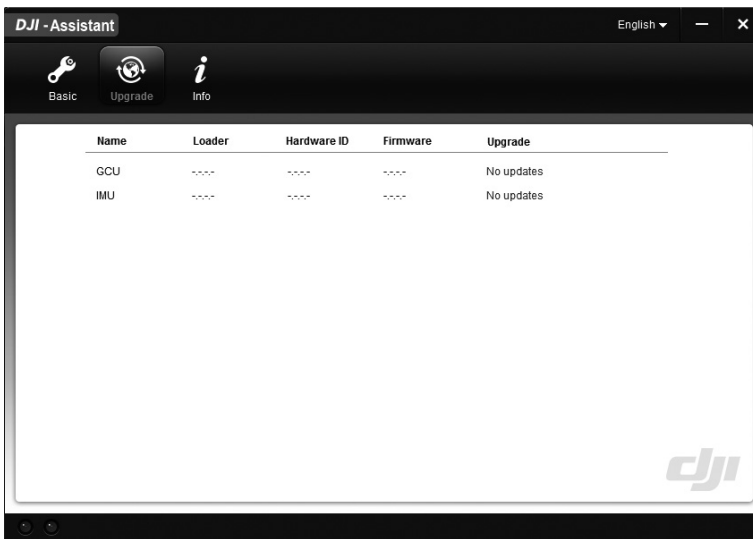 DJI - Assistant English
Basic Upgrade Info
Name Loader Hardware ID Firmware Upgrade
GCU -.-.-.- -.-.-.- -.-.-.- No updates
IMU -.-.-.- -.-.-.- -.-.-.- No updates
dji